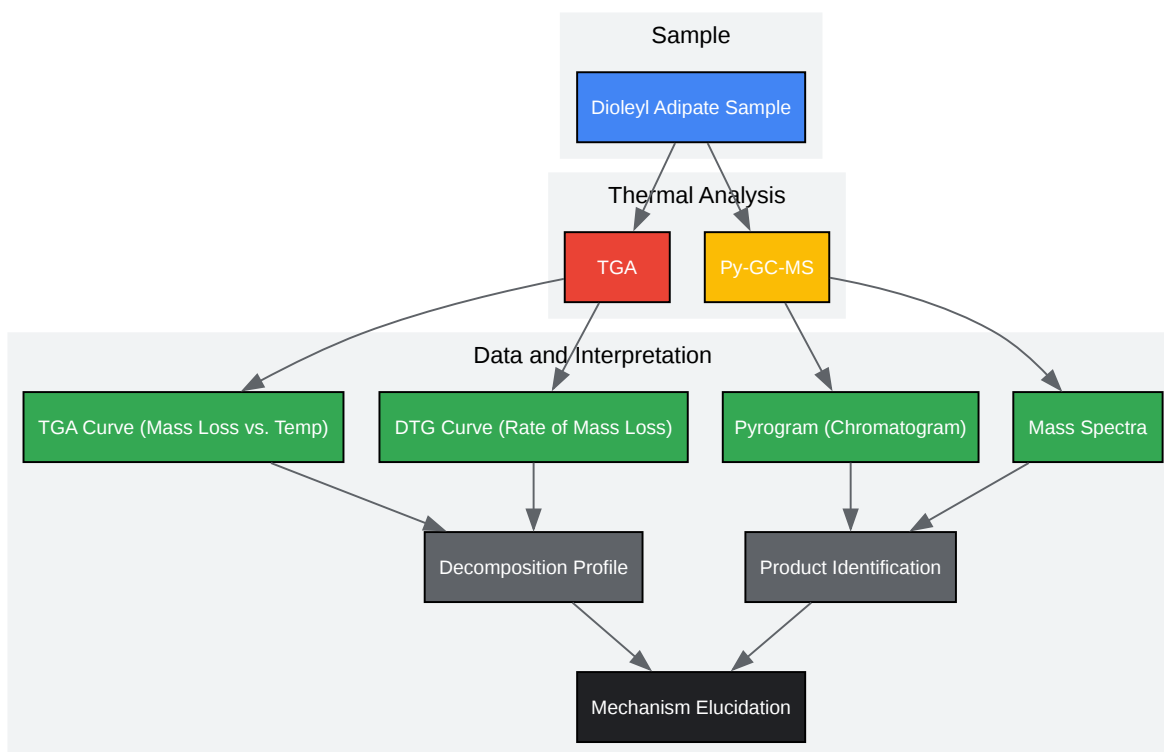 Sample
Dioleyl Adipate Sample
Thermal Analysis
TGA
Py-GC-MS
Data and Interpretation
TGA Curve (Mass Loss vs. Temp)
DTG Curve (Rate of Mass Loss)
Pyrogram (Chromatogram)
Mass Spectra
Decomposition Profile
Product Identification
Mechanism Elucidation